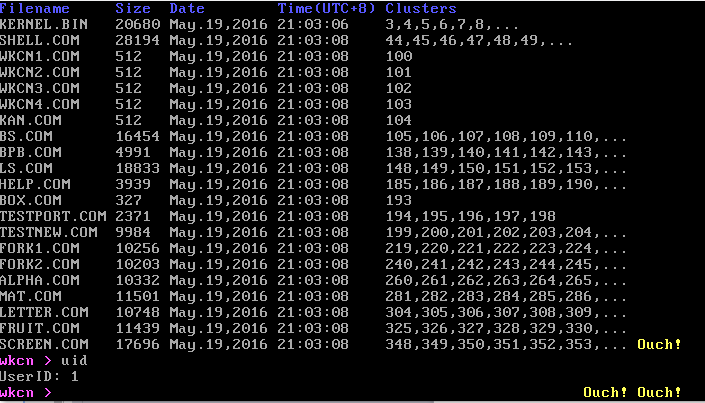 Filename Size Date Time(UTC+8) Clusters
KERNEL.BIN 20680 May.19,2016 21:03:06 3,4,5,6,7,8,...
SHELL.COM 28194 May.19,2016 21:03:08 44,45,46,47,48,49,...
WKCN1.COM 512 May.19,2016 21:03:08 100
WKCN2.COM 512 May.19,2016 21:03:08 101
WKCN3.COM 512 May.19,2016 21:03:08 102
WKCN4.COM 512 May.19,2016 21:03:08 103
KAN.COM 512 May.19,2016 21:03:08 104
BS.COM 16454 May.19,2016 21:03:08 105,106,107,108,109,110,...
BPB.COM 4991 May.19,2016 21:03:08 138,139,140,141,142,143,...
LS.COM 18833 May.19,2016 21:03:08 148,149,150,151,152,153,...
HELP.COM 3939 May.19,2016 21:03:08 185,186,187,188,189,190,...
BOX.COM 327 May.19,2016 21:03:08 193
TESTPORT.COM 2371 May.19,2016 21:03:08 194,195,196,197,198
TESTNEW.COM 9984 May.19,2016 21:03:08 199,200,201,202,203,204,...
FORK1.COM 10256 May.19,2016 21:03:08 219,220,221,222,223,224,...
FORK2.COM 10203 May.19,2016 21:03:08 240,241,242,243,244,245,...
ALPHA.COM 10332 May.19,2016 21:03:08 260,261,262,263,264,265,...
MAT.COM 11501 May.19,2016 21:03:08 281,282,283,284,285,286,...
LETTER.COM 10748 May.19,2016 21:03:08 304,305,306,307,308,309,...
FRUIT.COM 11439 May.19,2016 21:03:08 325,326,327,328,329,330,...
SCREEN.COM 17696 May.19,2016 21:03:08 348,349,350,351,352,353,... Ouch!
wkcn > uid
UserID: 1
wkcn > Ouch! Ouch!